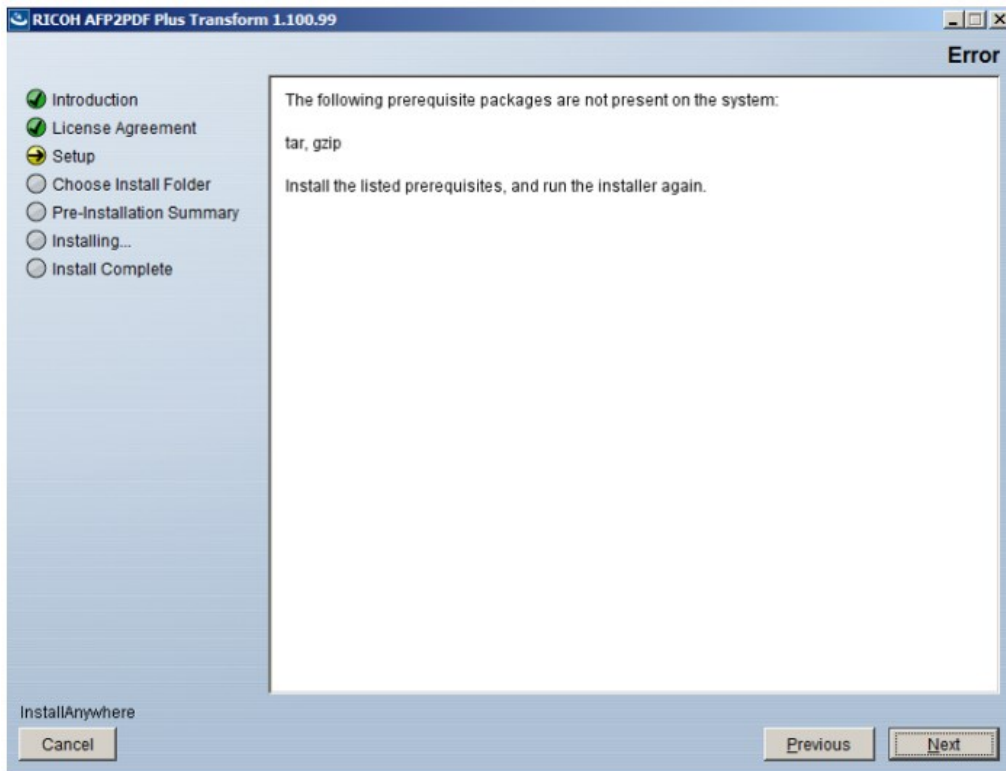 RICOH AFP2PDF Plus Transform 1.100.99
Error
Introduction
License Agreement
Setup
Choose Install Folder
Pre-Installation Summary
Installing...
Install Complete
The following prerequisite packages are not present on the system:
tar, gzip
Install the listed prerequisites, and run the installer again.
InstallAnywhere
Cancel
Previous
Next